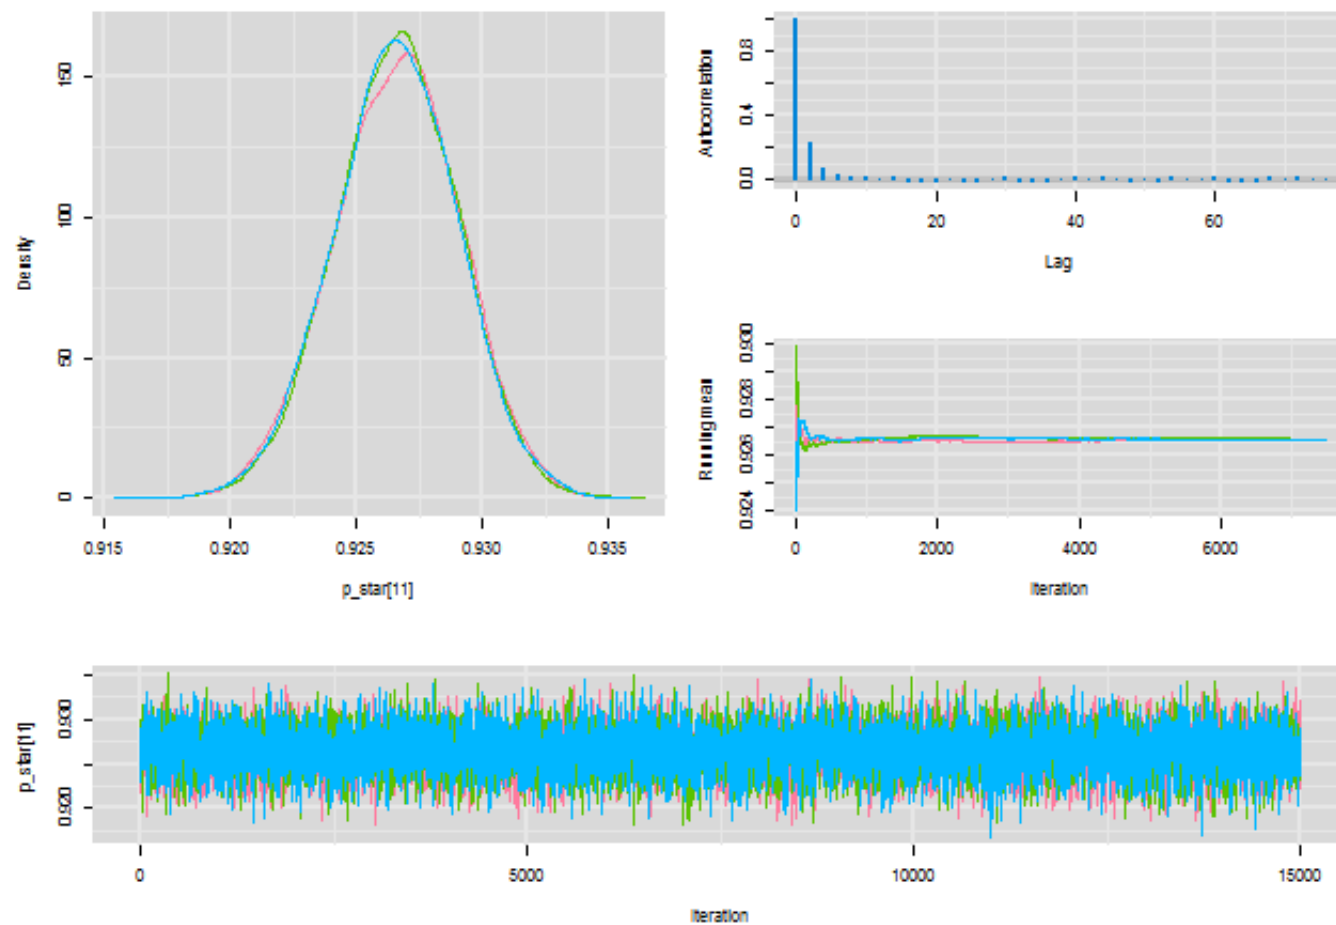 Density
150
100
50
0
0.915 0.920 0.925 0.930 0.935
p_star[11]
Autocorrelation
0.8
0.4
0.0
0 20 40 60
Lag
Running mean
0.930
0.928
0.926
0.924
0 2000 4000 6000
Iteration
p_star[11]
0.930
0.920
0 5000 10000 15000
Iteration